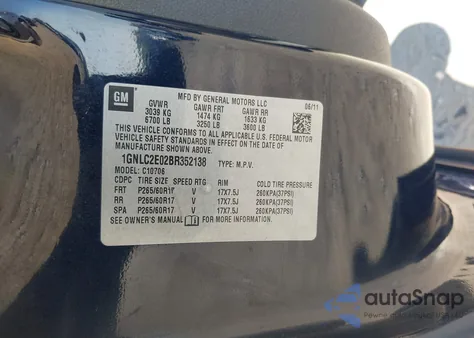 GM
MFD BY GENERAL MOTORS LLC 06/11
GVWR GAWR FRT GAWR RR
3039 KG 1474 KG 1633 KG
6700 LB 3250 LB 3600 LB
THIS VEHICLE CONFORMS TO ALL APPLICABLE U.S. FEDERAL MOTOR
VEHICLE SAFETY STANDARDS IN EFFECT ON THE DATE OF
MANUFACTURE SHOWN ABOVE.
1GNLC2E02BR352138 TYPE: M.P.V.
MODEL: C10706
CDPC TIRE SIZE SPEED RTG RIM COLD TIRE PRESSURE
FRT P265/60R17 V 17X7.5J 260KPA(37PSI)
RR P265/60R17 V 17X7.5J 260KPA(37PSI)
SPA P265/60R17 V 17X7.5J 260KPA(37PSI)
SEE OWNER'S MANUAL FOR MORE INFORMATION.
autoSnap